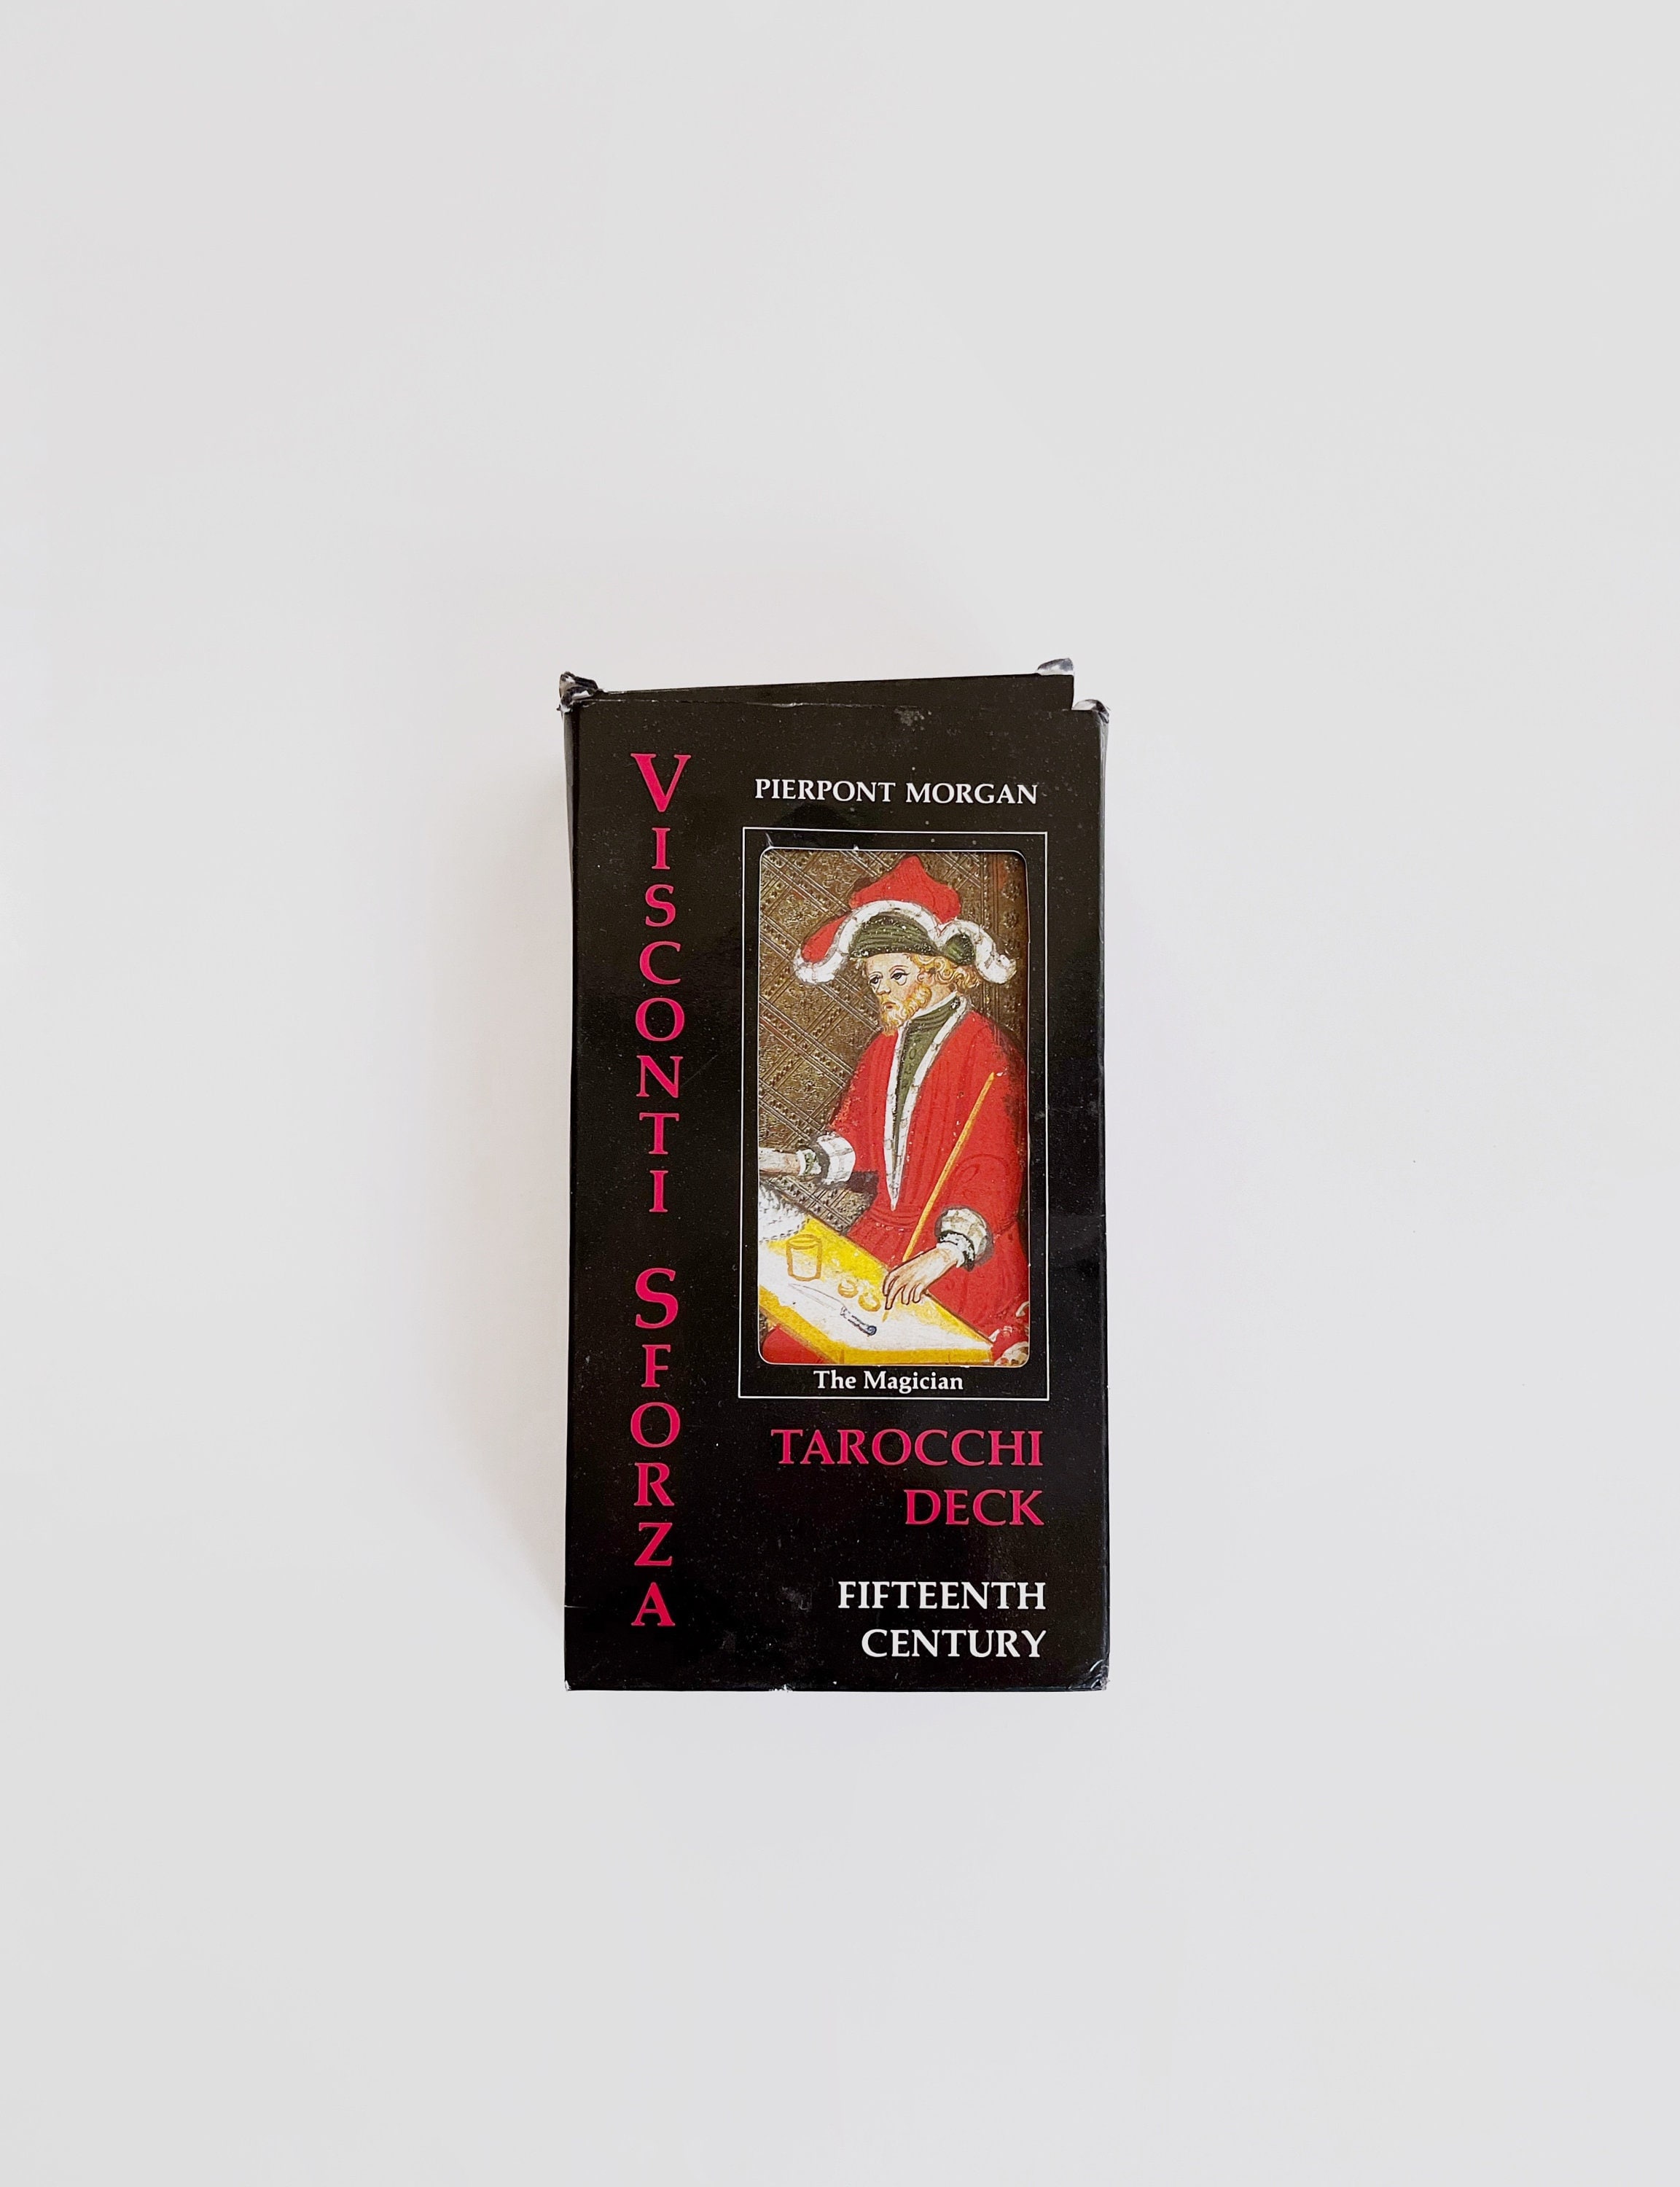 VISCONTI SFORZA
PIERPONT MORGAN
The Magician
TAROCCHI
DECK
FIFTEENTH
CENTURY